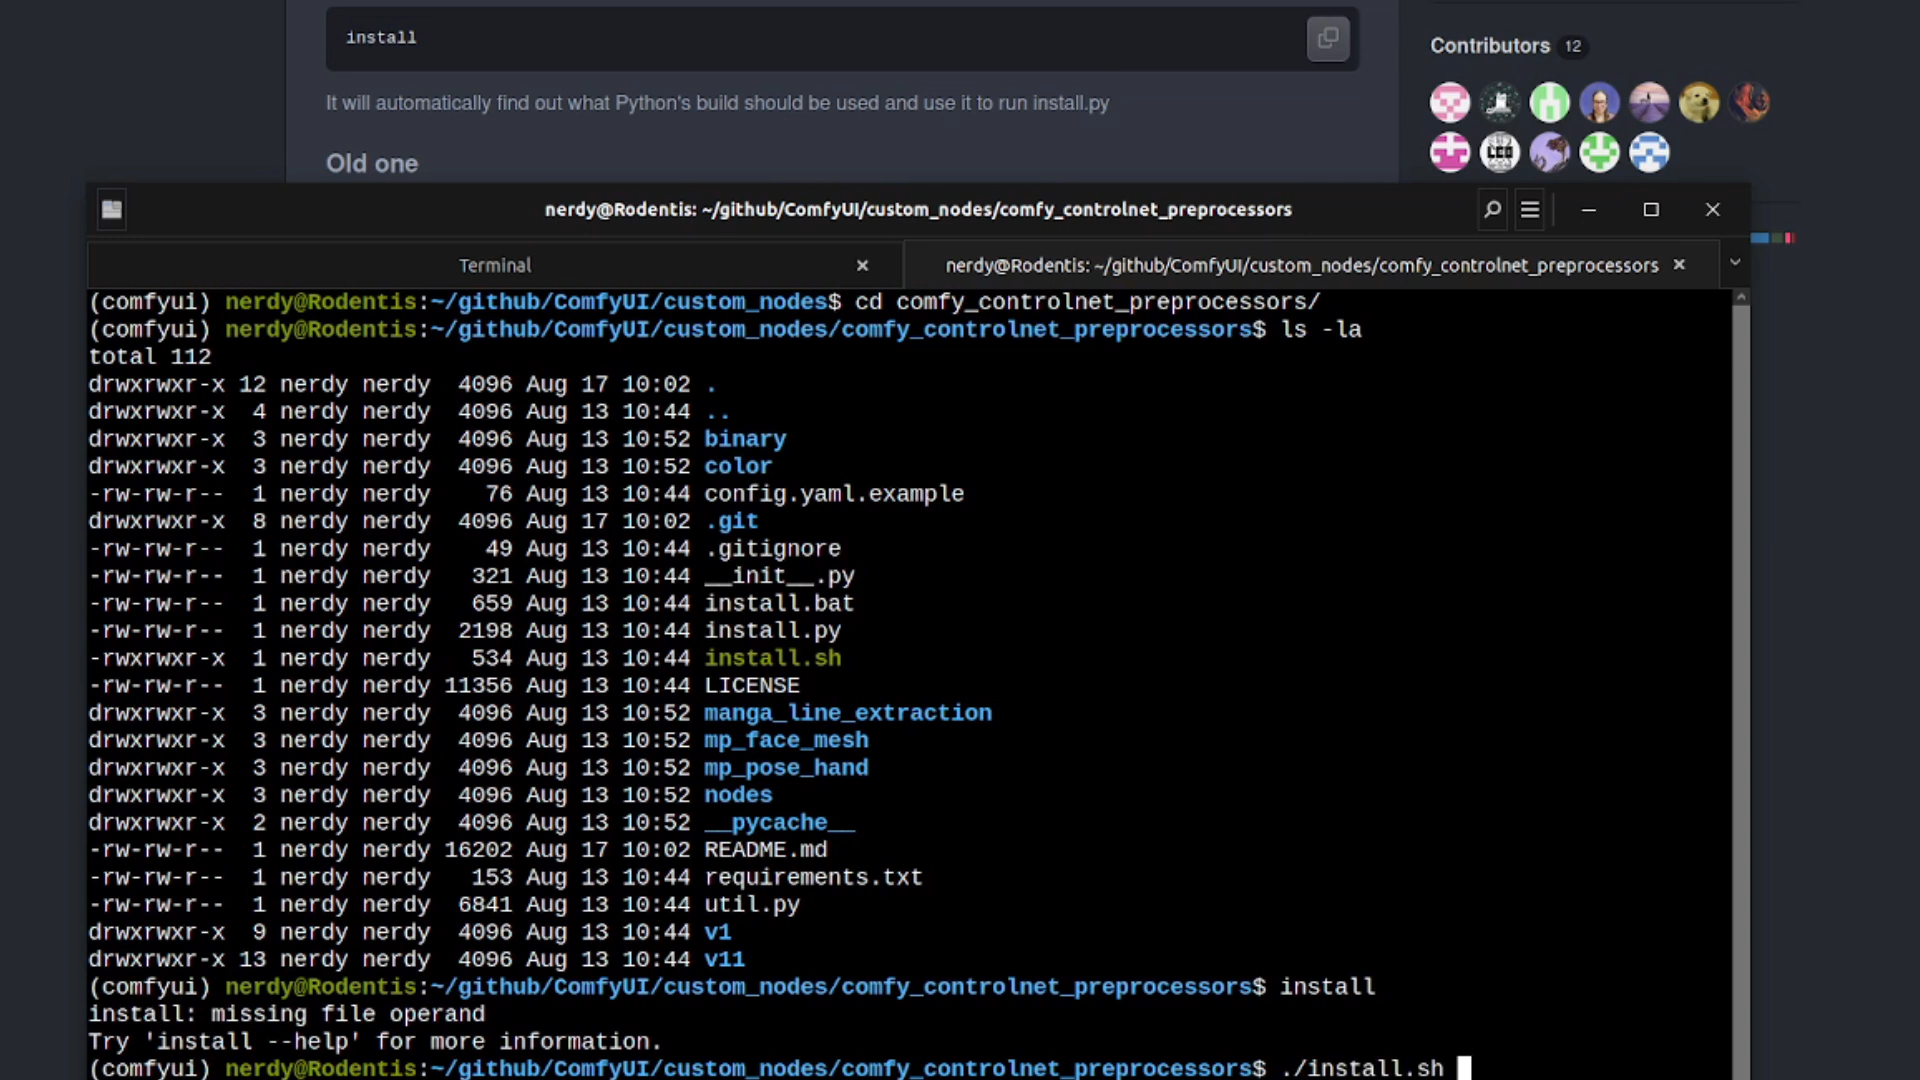 install
Contributors 12
It will automatically find out what Python's build should be used and use it to run install.py
Old one
nerdy@Rodentis: ~/github/ComfyUI/custom_nodes/comfy_controlnet_preprocessors
Terminal
nerdy@Rodentis: ~/github/ComfyUI/custom_nodes/comfy_controlnet_preprocessors
(comfyui) nerdy@Rodentis:~/github/ComfyUI/custom_nodes$ cd comfy_controlnet_preprocessors/
(comfyui) nerdy@Rodentis:~/github/ComfyUI/custom_nodes/comfy_controlnet_preprocessors$ ls -la
total 112
drwxrwxr-x 12 nerdy nerdy  4096 Aug 17 10:02 .
drwxrwxr-x  4 nerdy nerdy  4096 Aug 13 10:44 ..
drwxrwxr-x  3 nerdy nerdy  4096 Aug 13 10:52 binary
drwxrwxr-x  3 nerdy nerdy  4096 Aug 13 10:52 color
-rw-rw-r--  1 nerdy nerdy    76 Aug 13 10:44 config.yaml.example
drwxrwxr-x  8 nerdy nerdy  4096 Aug 17 10:02 .git
-rw-rw-r--  1 nerdy nerdy    49 Aug 13 10:44 .gitignore
-rw-rw-r--  1 nerdy nerdy   321 Aug 13 10:44 __init__.py
-rw-rw-r--  1 nerdy nerdy   659 Aug 13 10:44 install.bat
-rw-rw-r--  1 nerdy nerdy  2198 Aug 13 10:44 install.py
-rwxrwxr-x  1 nerdy nerdy   534 Aug 13 10:44 install.sh
-rw-rw-r--  1 nerdy nerdy 11356 Aug 13 10:44 LICENSE
drwxrwxr-x  3 nerdy nerdy  4096 Aug 13 10:52 manga_line_extraction
drwxrwxr-x  3 nerdy nerdy  4096 Aug 13 10:52 mp_face_mesh
drwxrwxr-x  3 nerdy nerdy  4096 Aug 13 10:52 mp_pose_hand
drwxrwxr-x  3 nerdy nerdy  4096 Aug 13 10:52 nodes
drwxrwxr-x  2 nerdy nerdy  4096 Aug 13 10:52 __pycache__
-rw-rw-r--  1 nerdy nerdy 16202 Aug 17 10:02 README.md
-rw-rw-r--  1 nerdy nerdy   153 Aug 13 10:44 requirements.txt
-rw-rw-r--  1 nerdy nerdy  6841 Aug 13 10:44 util.py
drwxrwxr-x  9 nerdy nerdy  4096 Aug 13 10:44 v1
drwxrwxr-x 13 nerdy nerdy  4096 Aug 13 10:44 v11
(comfyui) nerdy@Rodentis:~/github/ComfyUI/custom_nodes/comfy_controlnet_preprocessors$ install
install: missing file operand
Try 'install --help' for more information.
(comfyui) nerdy@Rodentis:~/github/ComfyUI/custom_nodes/comfy_controlnet_preprocessors$ ./install.sh